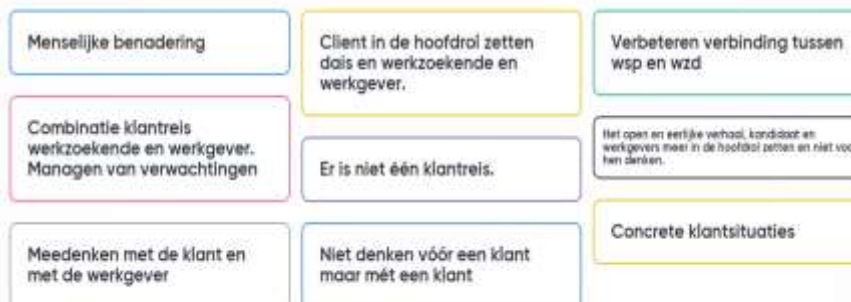 Menselijke benadering
Combinatie klantreis
werkzoekende en werkgever.
Managen van verwachtingen
Meedenken met de klant en
met de werkgever
Client in de hoofdrol zetten
dais en werkzoekende en
werkgever.
Er is niet één klantreis.
Niet denken vóór een klant
maar mét een klant
Verbeteren verbinding tussen
wsp en wzd
Het open en eerlijke verhaal, kandidaat en
werkgevers meer in de hoofdrol zetten en niet voo
hen denken.
Concrete klantsituaties